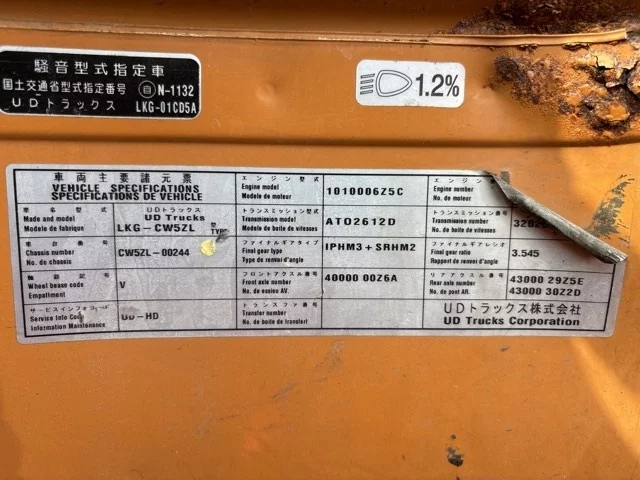 騒音型式指定車
国土交通省型式指定番号 自 N-1132
UDトラックス LKG-01CD5A
1.2%
車両主要諸元票
VEHICLE SPECIFICATIONS
SPECIFICATIONS DE VEHICLE
車名型式
Made and model
Modele de fabrique
UDトラックス
UD Trucks
LKG-CW5ZL
型
TYPE
車台番号
Chassis number
No. de chassis
CW5ZL-00244
軸距記号
Wheel base code
Empattement
V
サービスインフォコード
Service Info Code
Information Maintenance
UD-HD
エンジン型式
Engine model
Modele de moteur
1010006Z5C
トランスミッション型式
Transmission model
Modele de boite de vitesses
ATO2612D
ファイナルギアタイプ
Final gear type
Type de renvoi d'angle
IPHM3+SRHM2
フロントアクスル番号
Front axle number
No. de essieu AV.
40000 00Z6A
トランスファ番号
Transfer number
No. de boite de transfert
エンジン
Engine number
No. de moteur
トランスミッション番号
Transmission number
No. de boite de vitesses
ファイナルギアレシオ
Final gear ratio
Rapport de renvoi d'angle
3.545
リアアクスル番号
Rear axle number
No. de post AR.
43000 29Z5E
43000 30Z2D
UDトラックス株式会社
UD Trucks Corporation